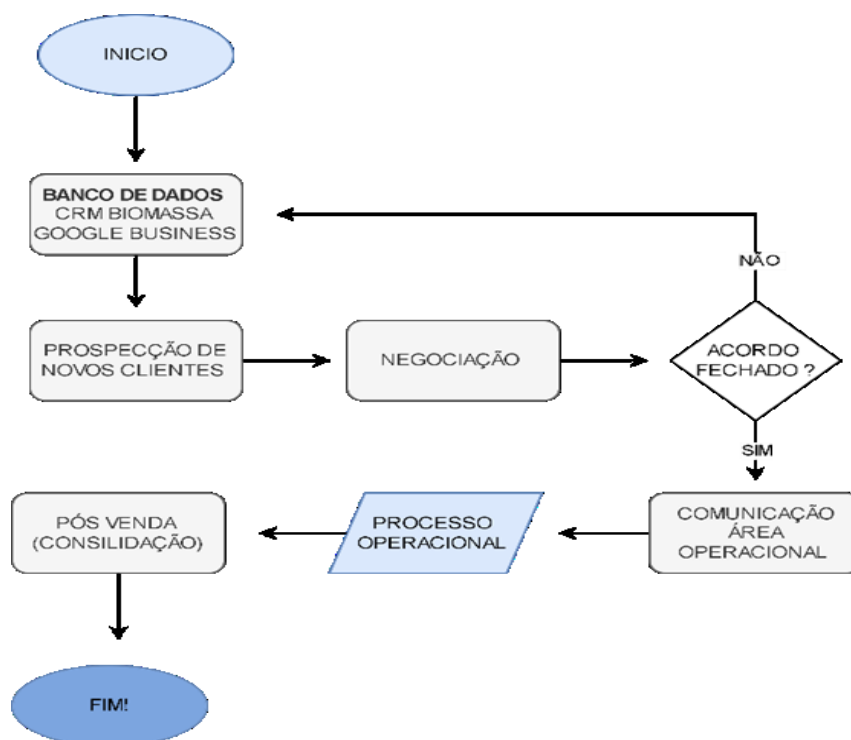 INICIO
BANCO DE DADOS
CRM BIOMASSA
GOOGLE BUSINESS
NÃO
PROSPECÇÃO DE
NOVOS CLIENTES
NEGOCIAÇÃO
ACORDO
FECHADO ?
SIM
COMUNICAÇÃO
ÁREA
OPERACIONAL
PROCESSO
OPERACIONAL
PÓS VENDA
(CONSILIDAÇÃO)
FIM!